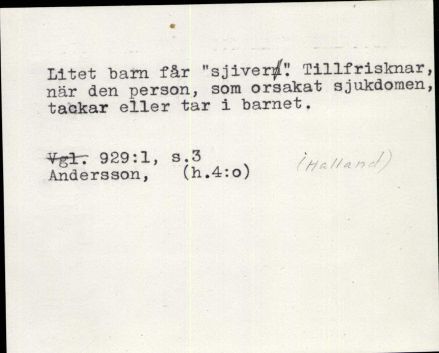 Litet barn får "sjiver". Tillfrisknar,
när den person, som orsakat sjukdomen,
tackar eller tar i barnet.
Vgl. 929:1, s.3
Andersson, (h.4:o) (Halland)